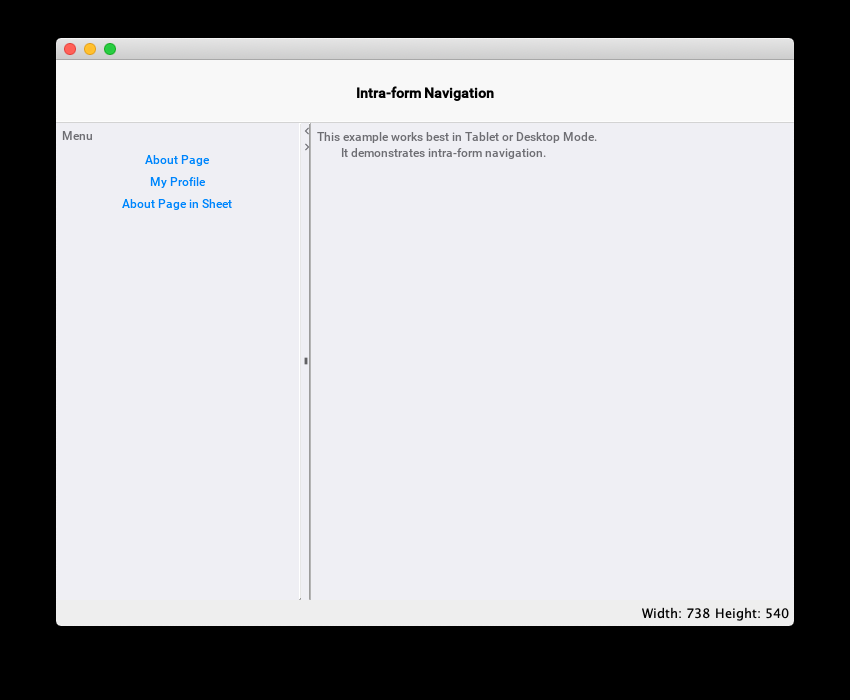 Intra-form Navigation
Menu
About Page
My Profile
About Page in Sheet
This example works best in Tablet or Desktop Mode.
It demonstrates intra-form navigation.
Width: 738 Height: 540